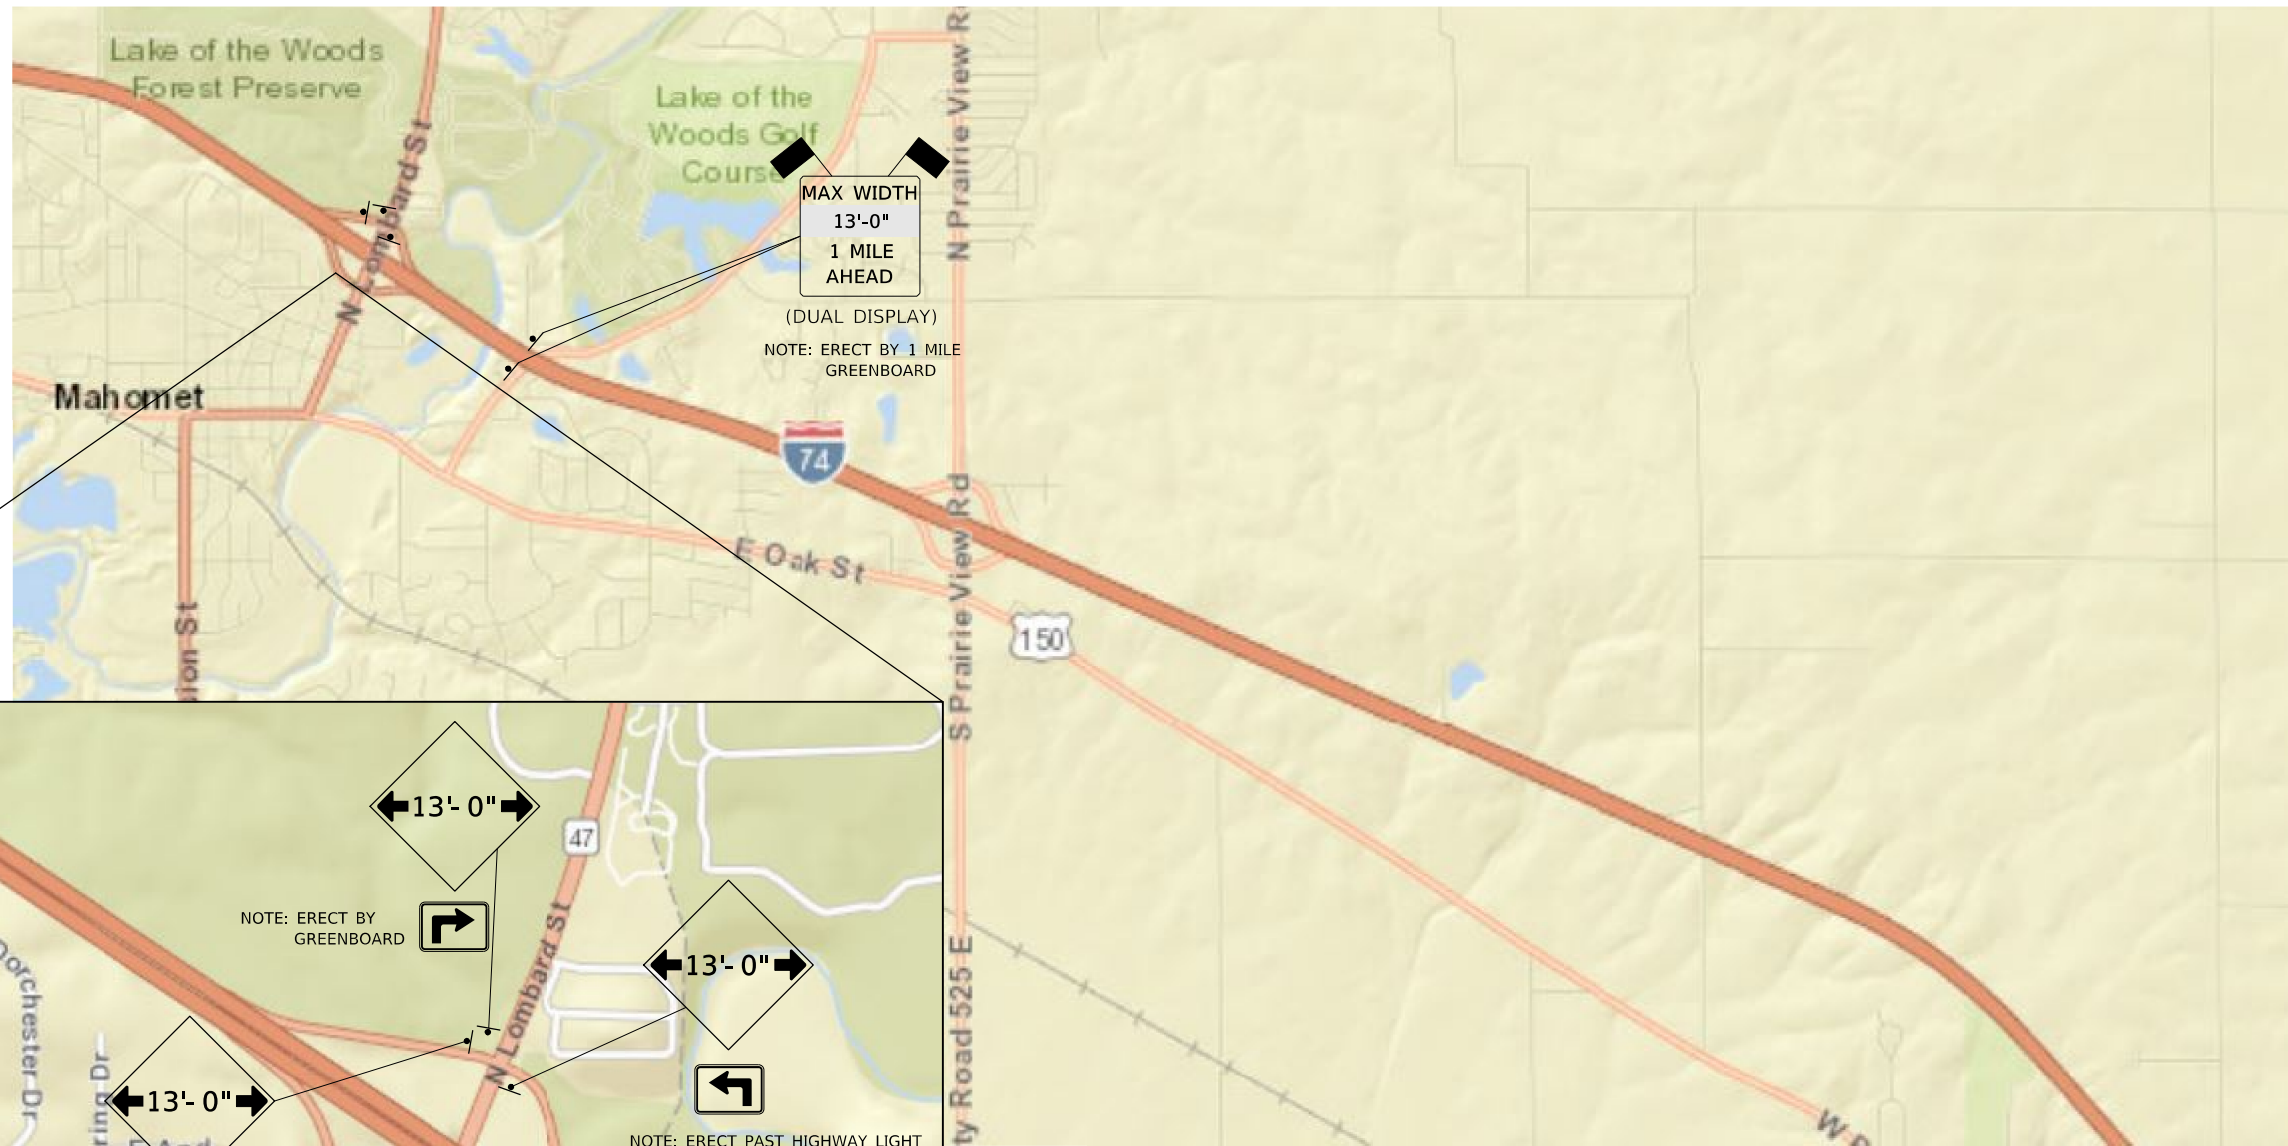 Lake of the Woods
Forest Preserve
N Lombard St
Lake of the
Woods Golf
Course
N Prairie View Rd
MAX WIDTH
13'-0"
1 MILE
AHEAD
(DUAL DISPLAY)
NOTE: ERECT BY 1 MILE
GREENBOARD
Mahomet
74
E Oak St
S Prairie View Rd
150
13'- 0"
47
NOTE: ERECT BY
GREENBOARD
N Lombard St
13'- 0"
Dorchester Dr
13'- 0"
NOTE: ERECT PAST HIGHWAY LIGHT
Road 525 E